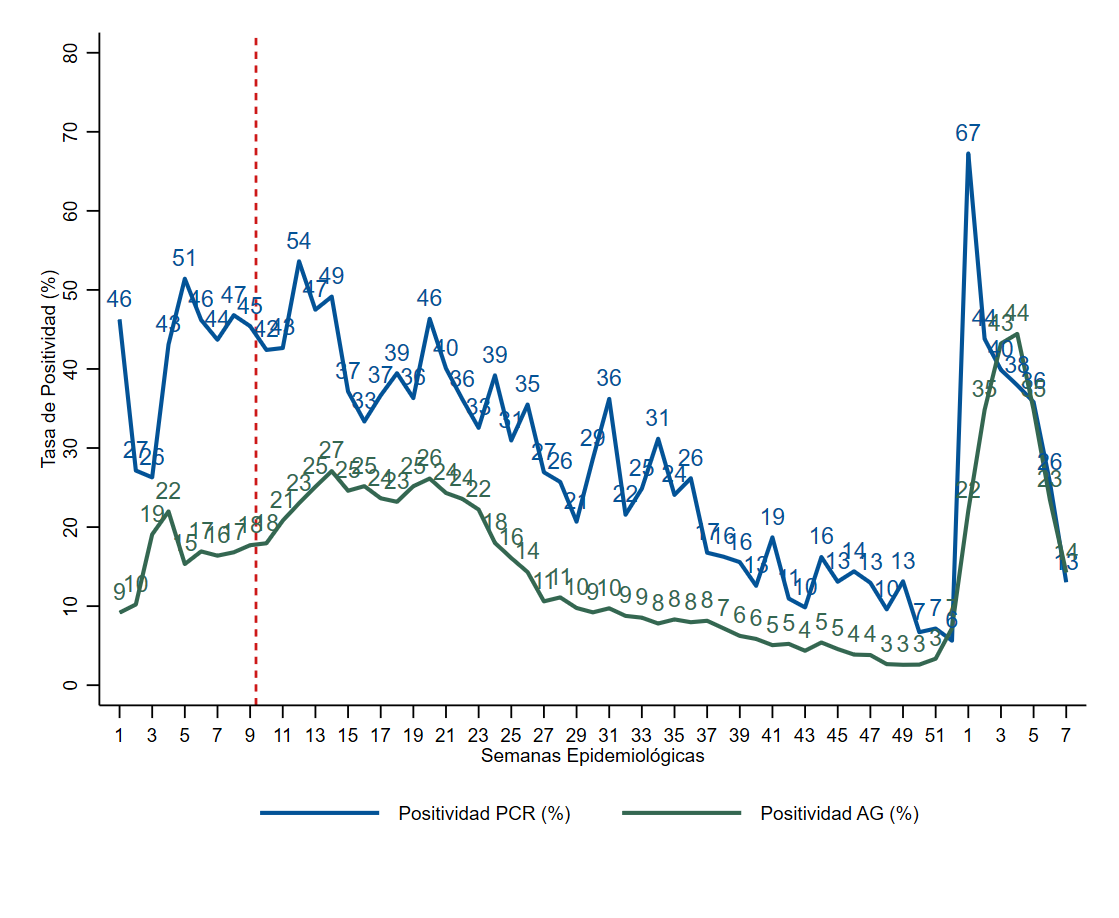 Tasa de Positividad (%)
80
70
60
50
40
30
20
10
0
46 27 26 43 51 46 44 47 45 42 43 54 47 49 37 33 37 39 36 46 40 36 33 39 31 35 27 26 21 29 36 22 25 31 24 26 17 16 16 13 19 11 10 16 13 14 13 10 13 7 7 6 67 44 40 38 36 26 13
9 10 19 22 15 17 16 17 18 18 21 23 25 27 25 25 24 23 25 26 24 24 22 18 16 14 11 11 10 9 10 9 9 8 8 8 8 7 6 6 5 5 4 5 5 4 4 3 3 3 3 7 22 35 43 44 35 23 14
1 3 5 7 9 11 13 15 17 19 21 23 25 27 29 31 33 35 37 39 41 43 45 47 49 51 1 3 5 7
Semanas Epidemiológicas
Positividad PCR (%) Positividad AG (%)